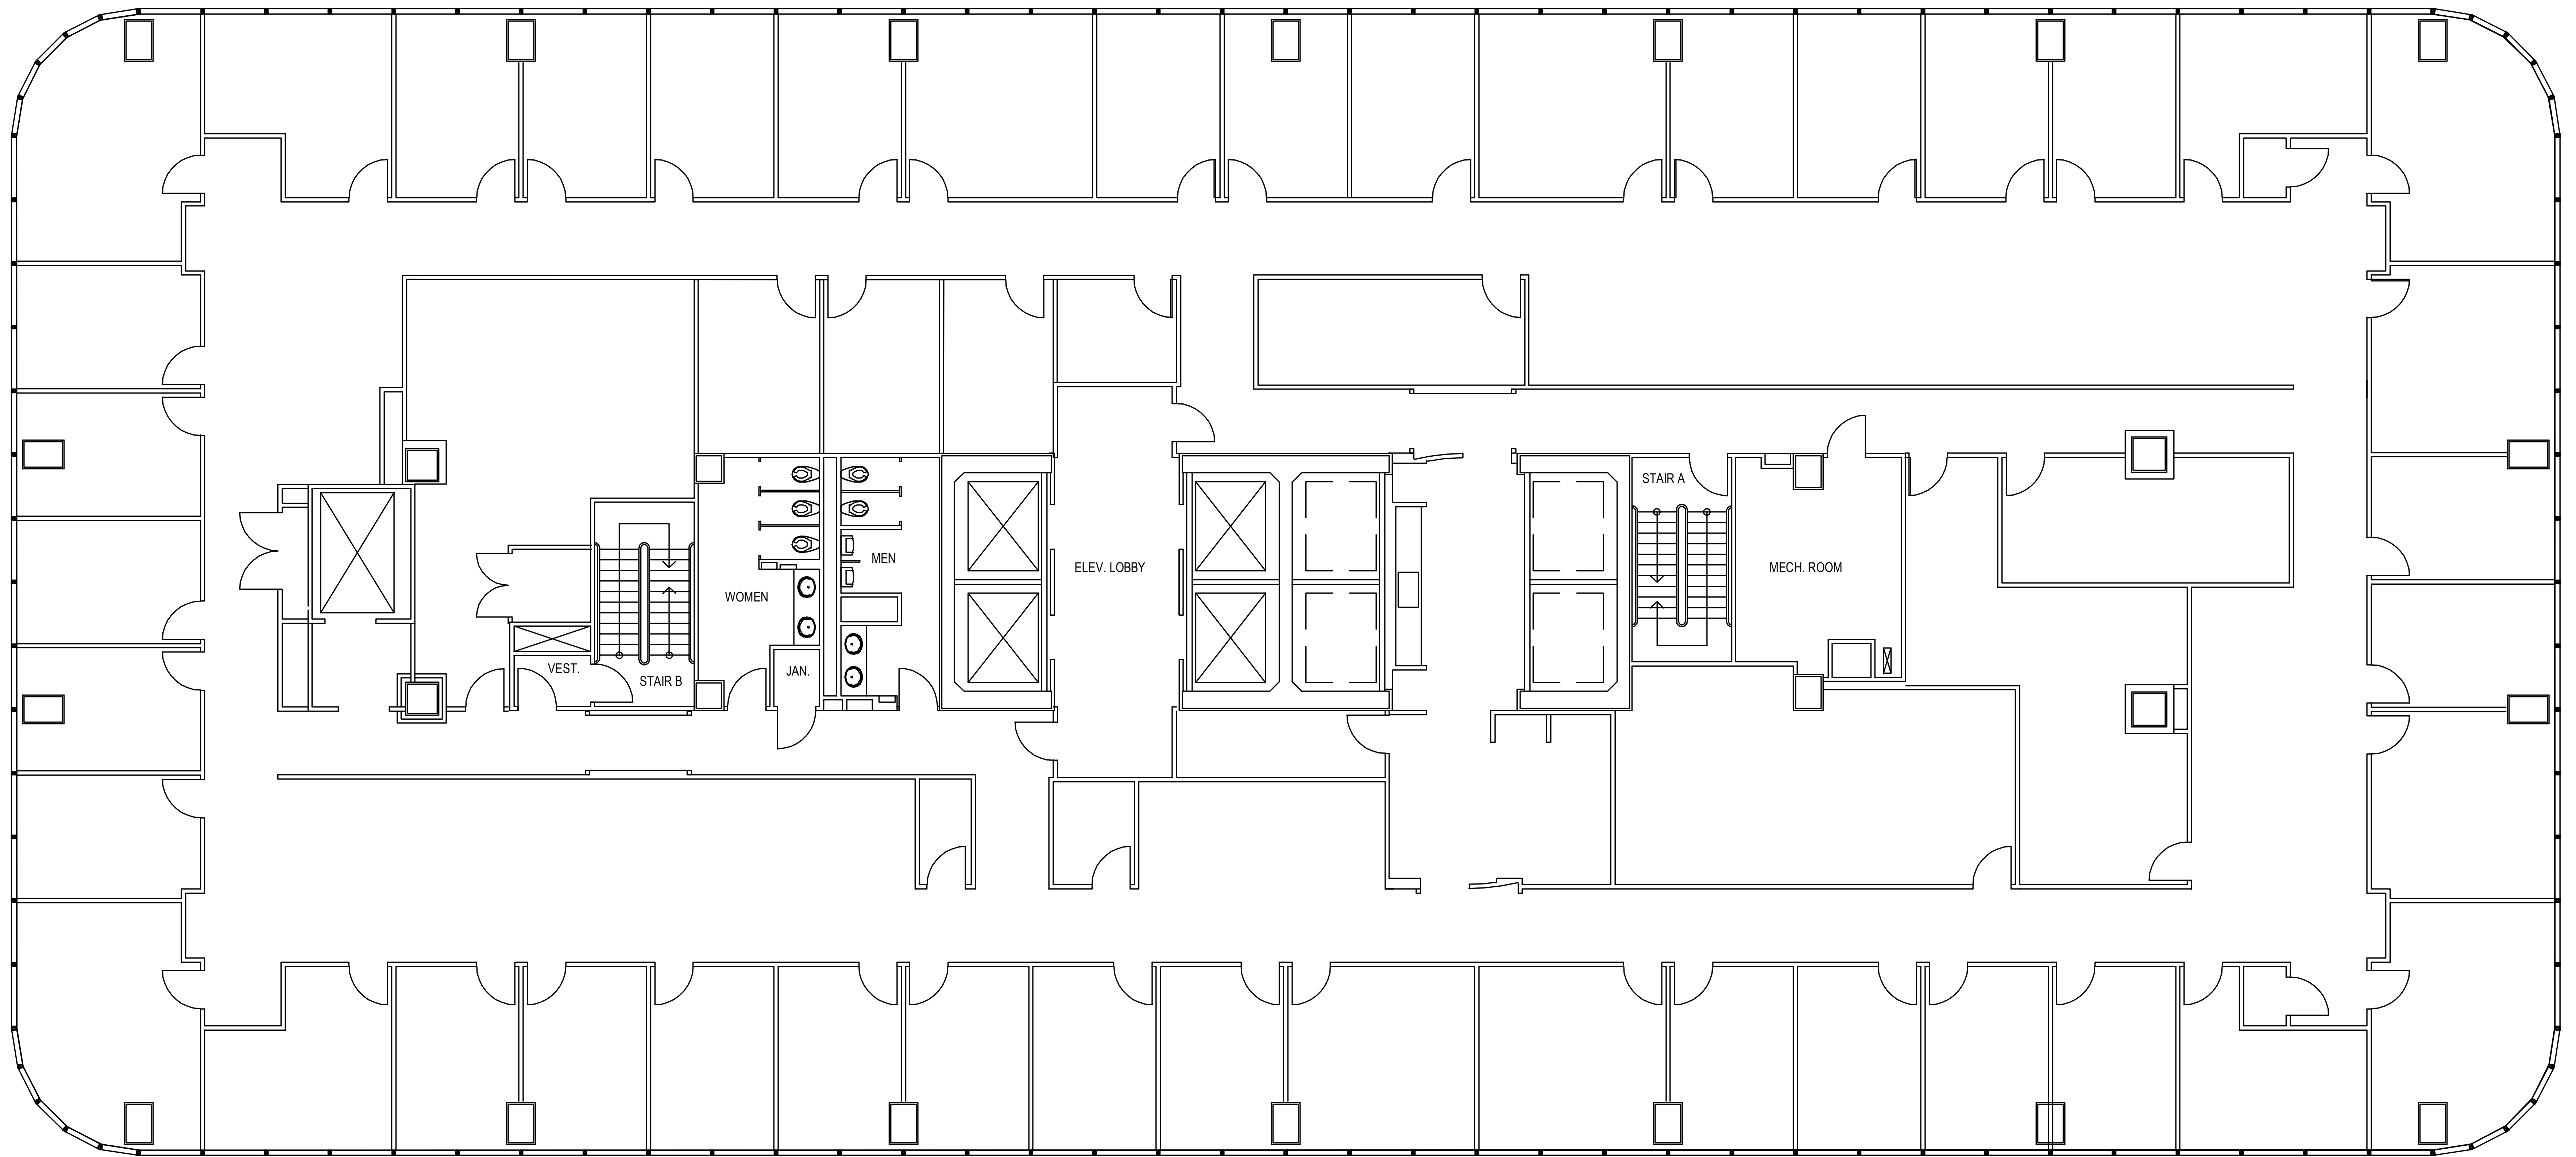 STAIR A
MEN
ELEV. LOBBY
MECH. ROOM
WOMEN
VEST.
JAN.
STAIR B